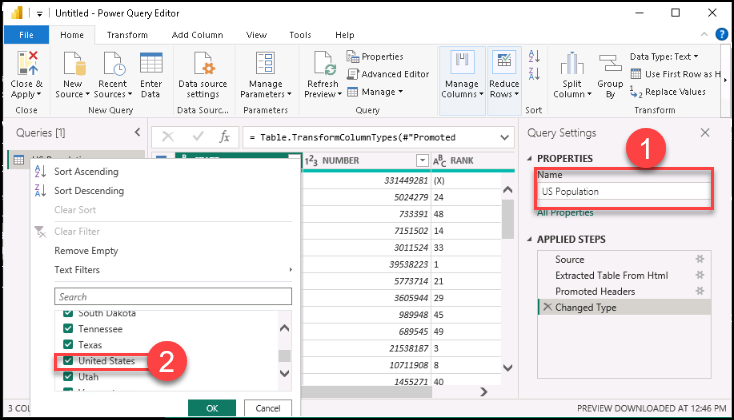 Untitled - Power Query Editor
File Home Transform Add Column View Tools Help
Close & Apply
New Source
Recent Sources
Enter Data
Data source settings
Manage Parameters
Refresh Preview
Properties
Advanced Editor
Manage
Manage Columns
Reduce Rows
Split Column
Group By
Data Type: Text
Use First Row as H
Replace Values
Close New Query Data Sourc... Parameters Query Sort Transform
Queries [1]
= Table.TransformColumnTypes(#"Promoted
Query Settings
1
PROPERTIES
Name
US Population
All Properties
APPLIED STEPS
Source
Extracted Table From Html
Promoted Headers
Changed Type
NUMBER RANK
331449281 (X)
5024279 24
733391 48
7151502 14
3011524 33
39538223 1
5773714 21
3605944 29
989948 45
689545 49
21538187 3
10711908 8
1455271 40
Sort Ascending
Sort Descending
Clear Sort
Clear Filter
Remove Empty
Text Filters
Search
South Dakota
Tennessee
Texas
United States
2
Utah
OK Cancel
3 COL
PREVIEW DOWNLOADED AT 12:46 PM